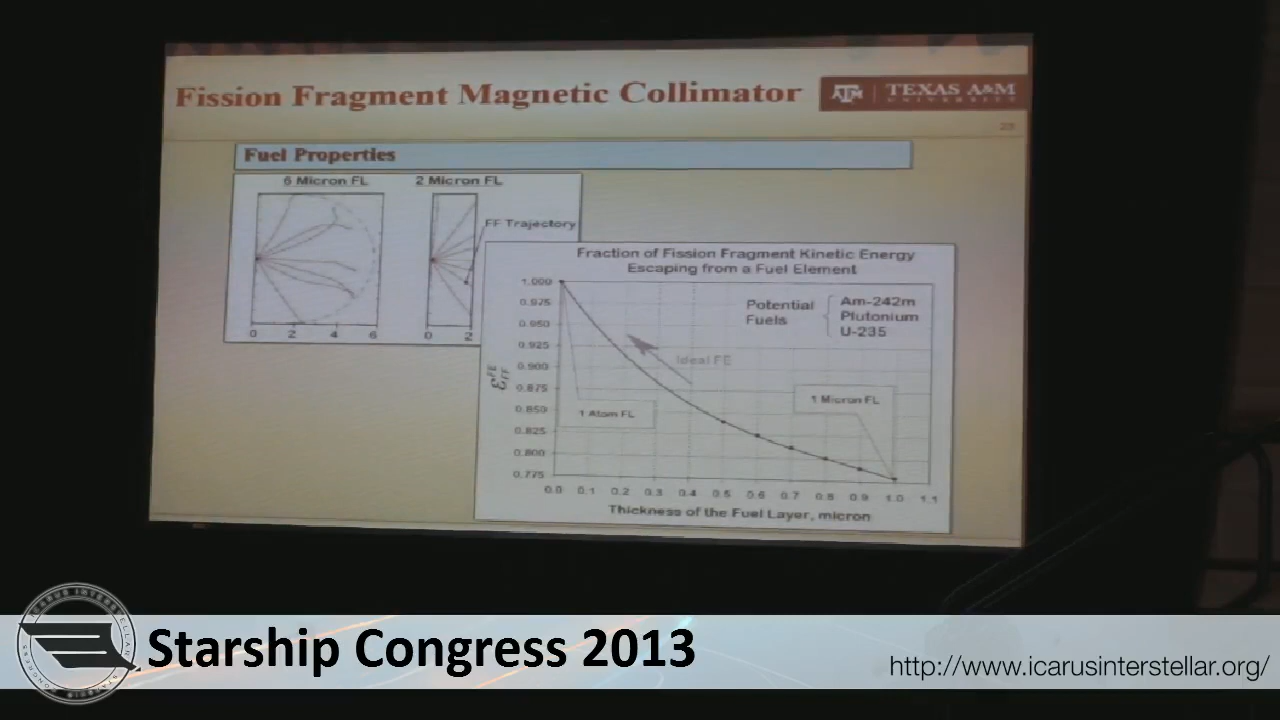 Fission Fragment Magnetic Collimator
ATM TEXAS A&M
UNIVERSITY
Fuel Properties
6 Micron FL
2 Micron FL
FF Trajectory
0 2 4 6
0 2
Fraction of Fission Fragment Kinetic Energy
Escaping from a Fuel Element
1.000
0.975
0.950
0.925
0.900
0.875
0.850
0.825
0.800
0.775
Potential
Fuels
Am-242m
Plutonium
U-235
Ideal FE
1 Atom FL
1 Micron FL
0.0 0.1 0.2 0.3 0.4 0.5 0.6 0.7 0.8 0.9 1.0 1.1
Thickness of the Fuel Layer, micron
ICARUS INTERSTELLAR
STARSHIP CONGRESS
Starship Congress 2013
http://www.icarusinterstellar.org/